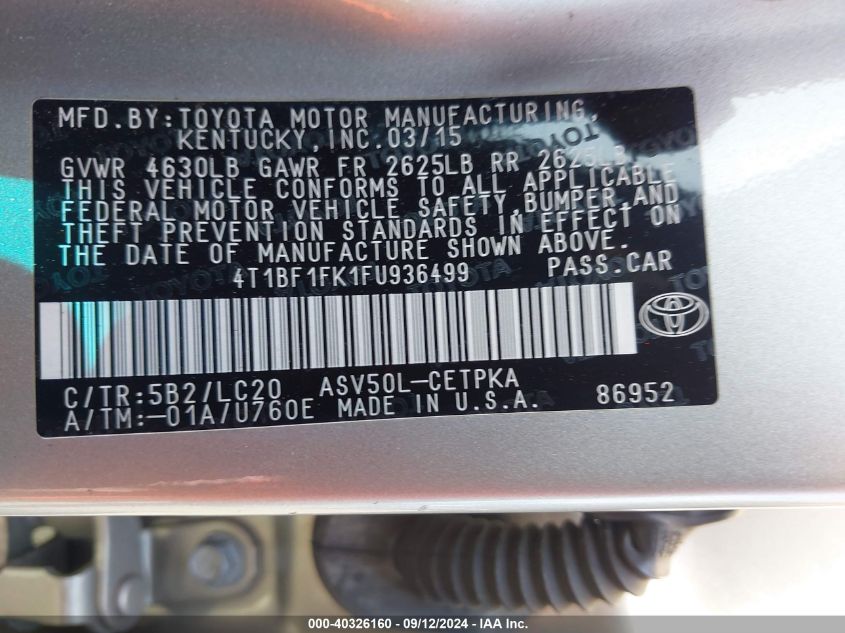 MFD. BY: TOYOTA MOTOR MANUFACTURING,
KENTUCKY, INC. 03/15
GVWR 4630LB GAWR FR 2625LB RR 2625LB
THIS VEHICLE CONFORMS TO ALL APPLICABLE
FEDERAL MOTOR VEHICLE SAFETY, BUMPER, AND
THEFT PREVENTION STANDARDS IN EFFECT ON
THE DATE OF MANUFACTURE SHOWN ABOVE.
4T1BF1FK1FU936499 PASS. CAR
C/TR: 5B2/LC20 ASV50L-CETPKA
A/TM: -01A/U760E MADE IN U.S.A. 86952
000-40326160 - 09/12/2024 - IAA Inc.